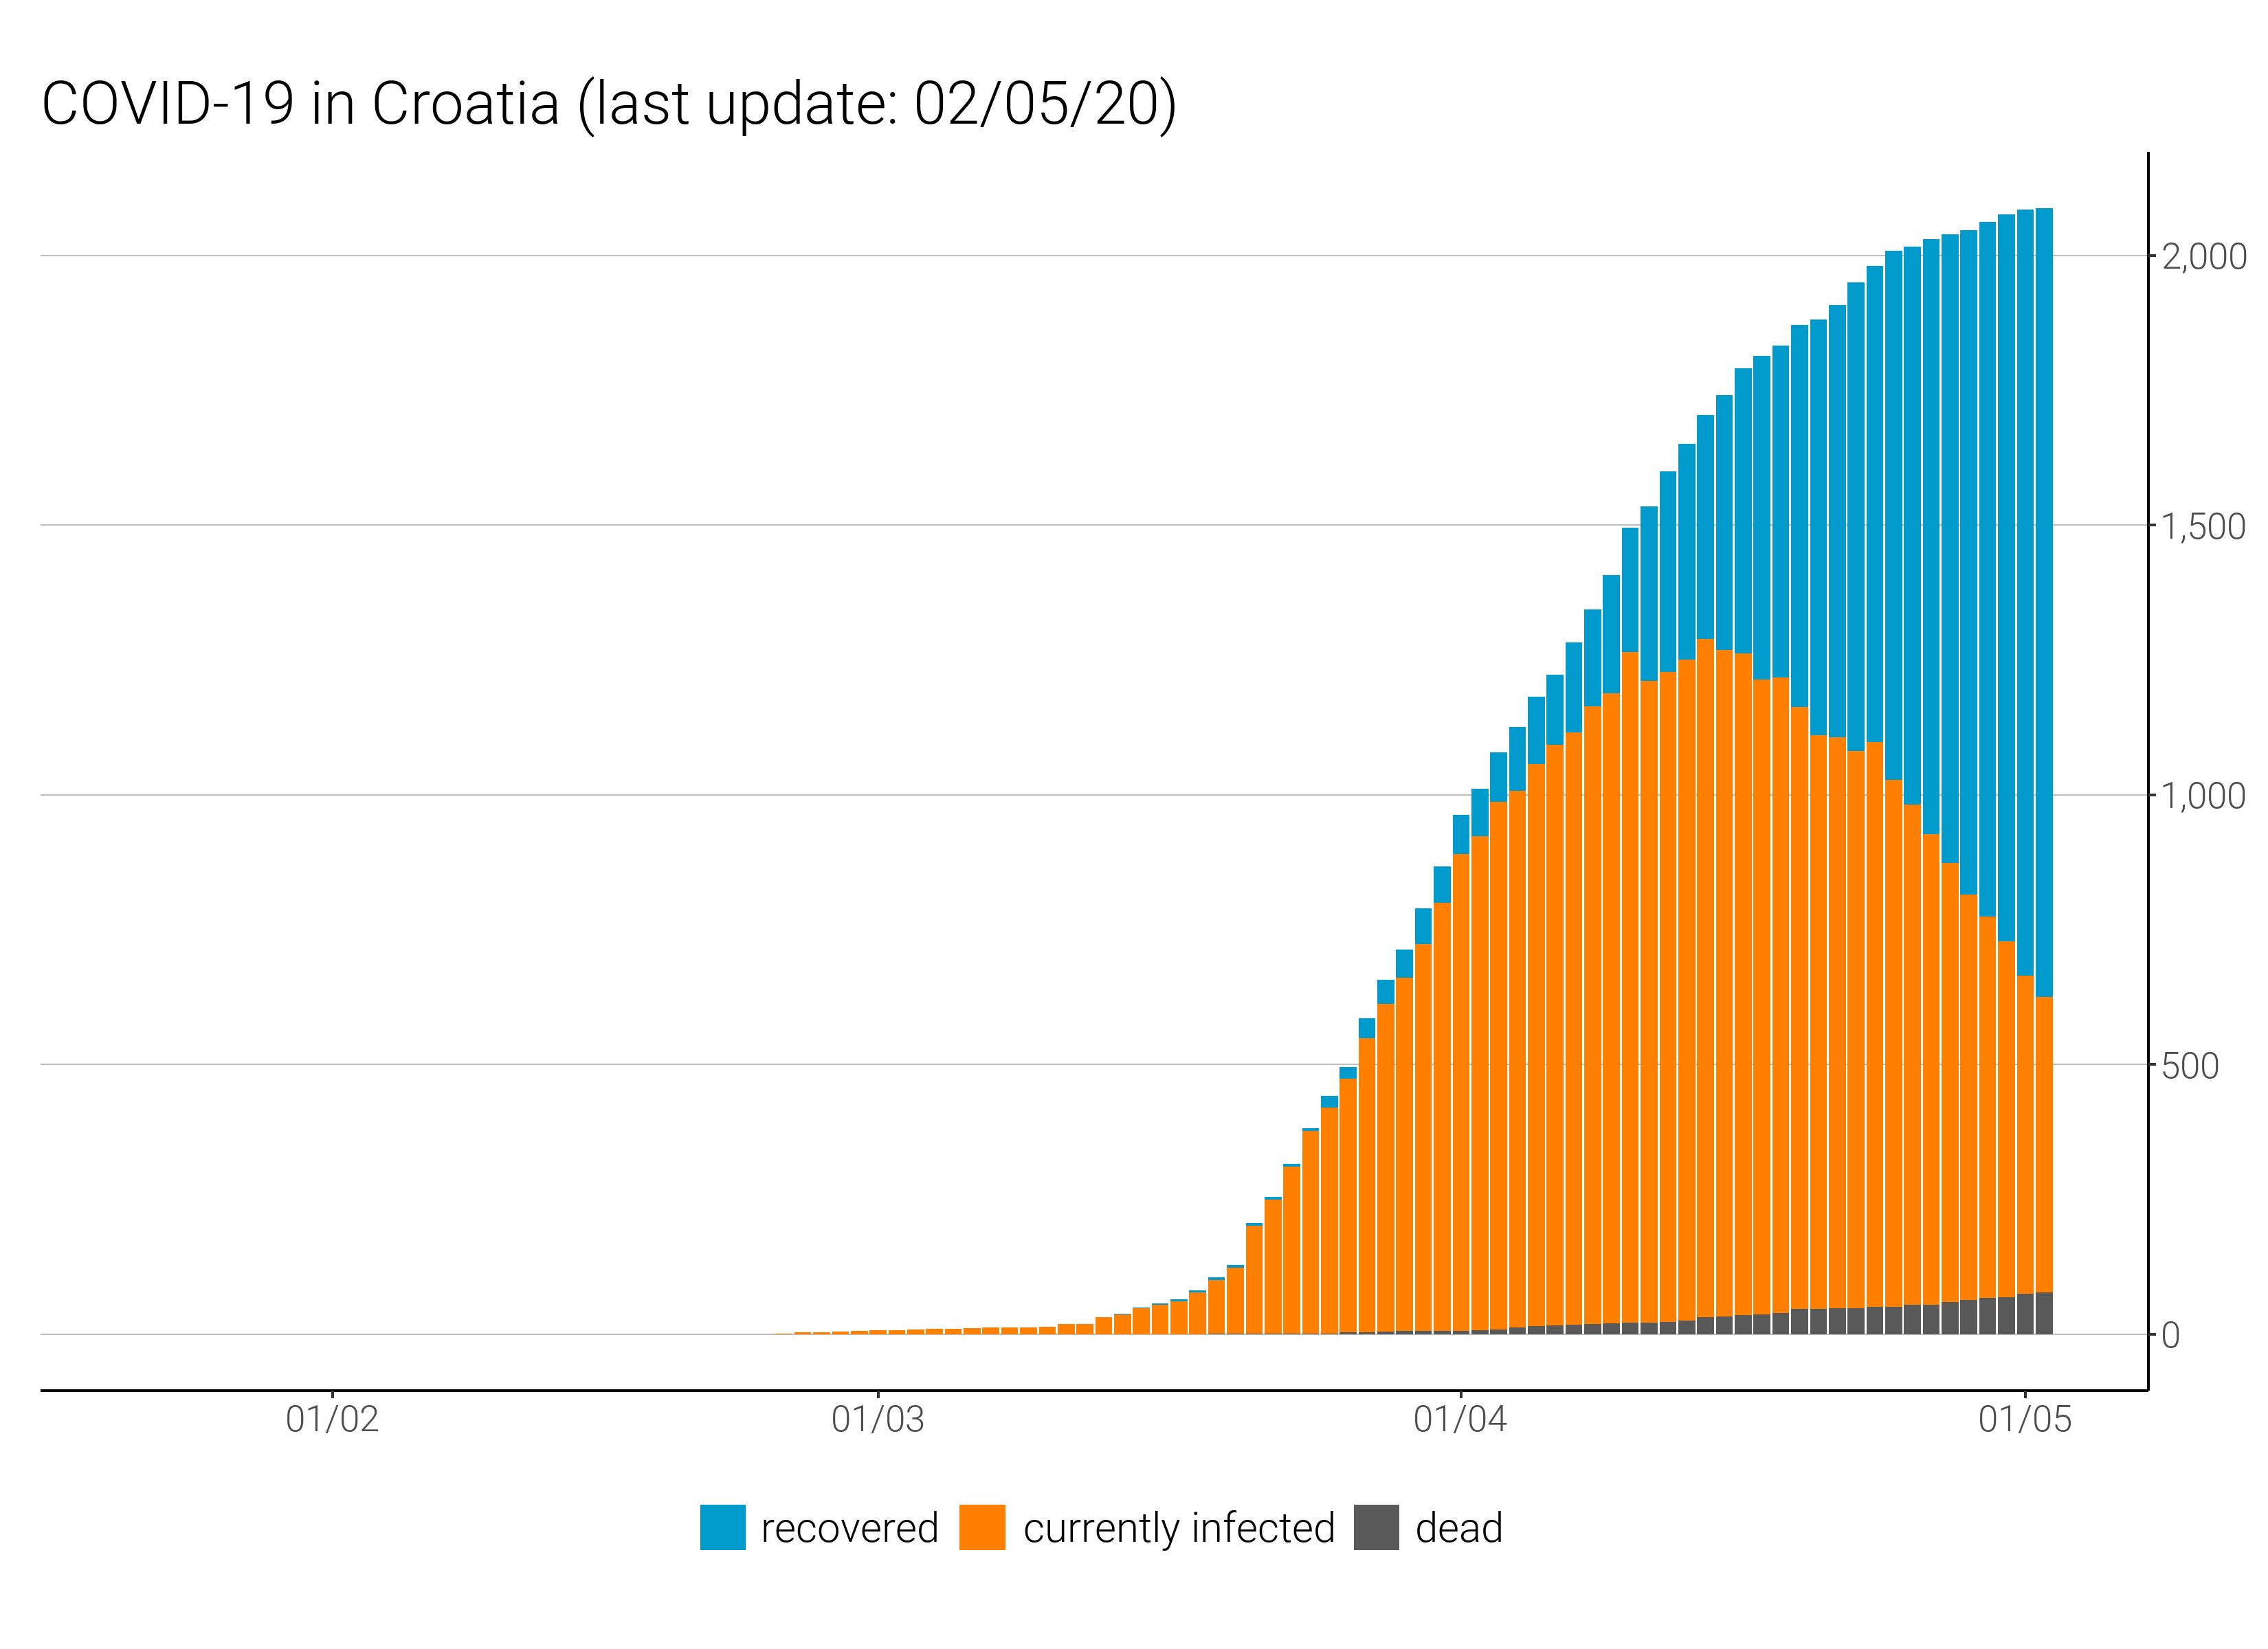 COVID-19 in Croatia (last update: 02/05/20)
2,000
1,500
1,000
500
0
01/02 01/03 01/04 01/05
recovered currently infected dead